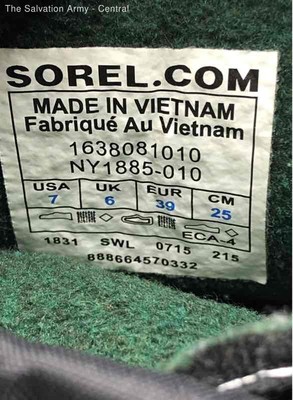 The Salvation Army - Central
SOREL.COM
MADE IN VIETNAM
Fabriqué Au Vietnam
1638081010
NY1885-010
USA UK EUR CM
7 6 39 25
ECA-4
1831 SWL 0715 215
888664570332